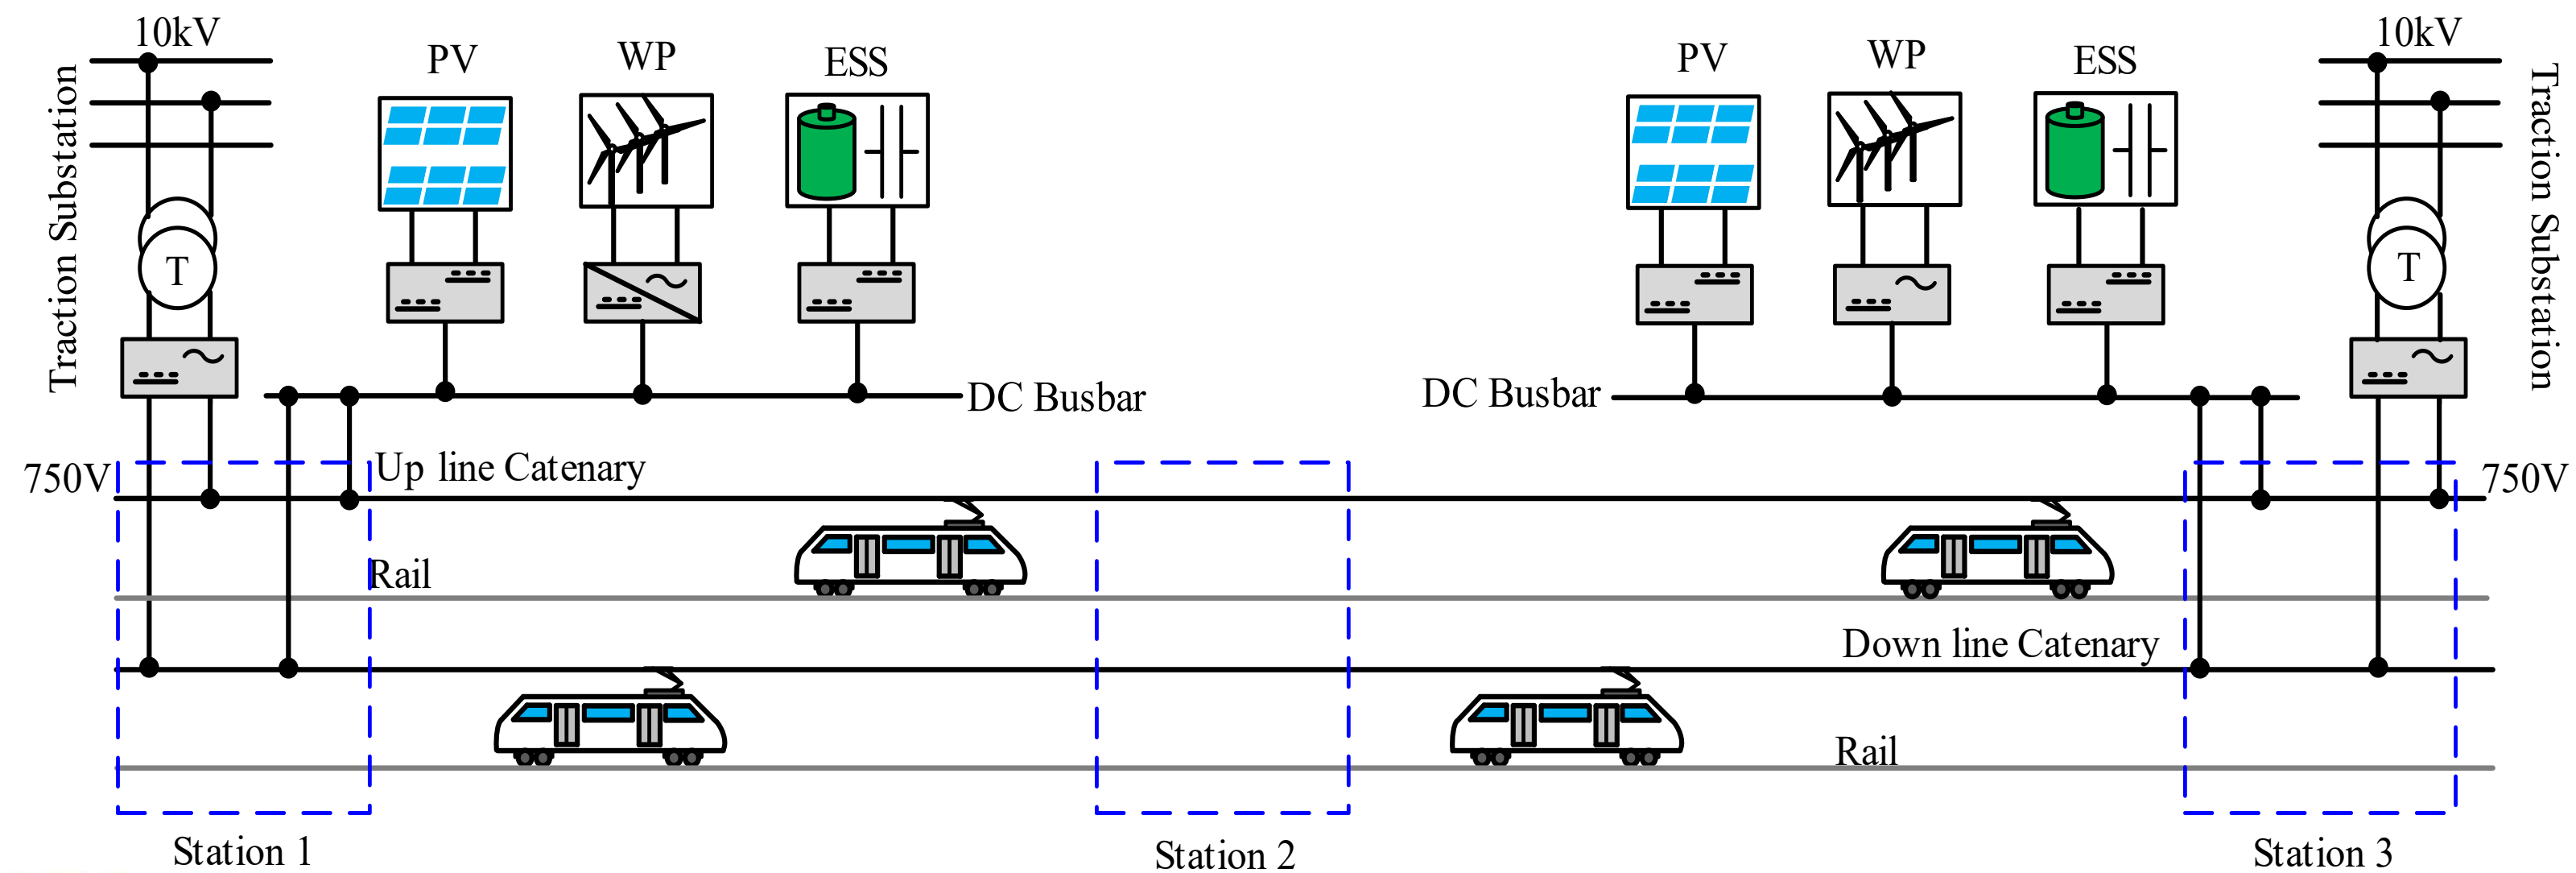 10kV
PV
WP
ESS
PV
WP
ESS
10kV
Traction Substation
Traction Substation
T
T
DC Busbar
DC Busbar
750V
Up line Catenary
750V
Rail
Down line Catenary
Rail
Station 1
Station 2
Station 3